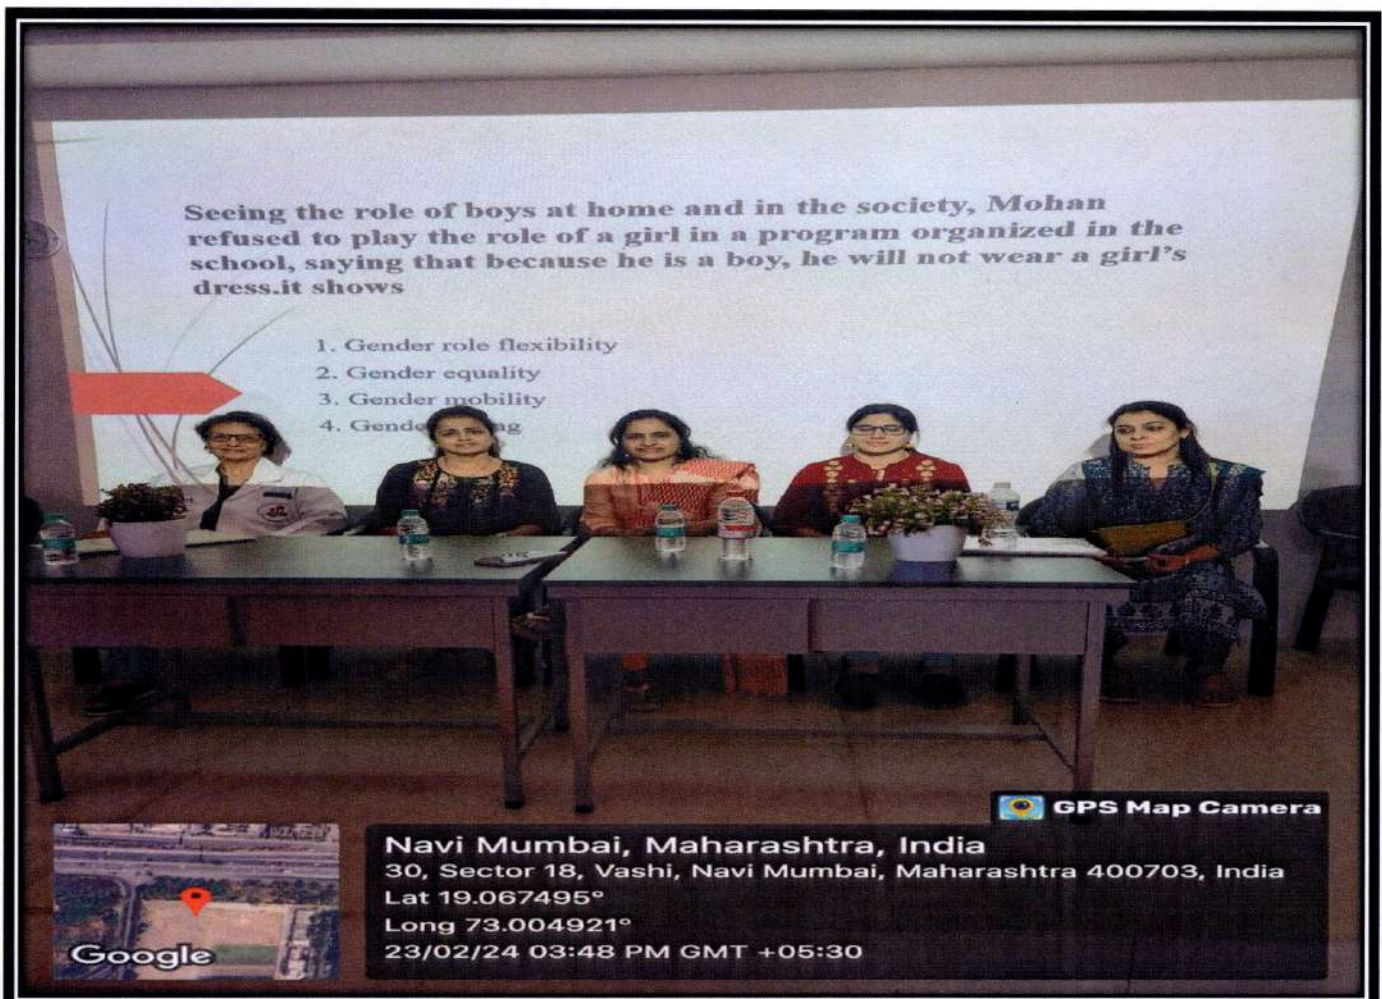 Seeing the role of boys at home and in the society, Mohan
refused to play the role of a girl in a program organized in the
school, saying that because he is a boy, he will not wear a girl's
dress.it shows
1. Gender role flexibility
2. Gender equality
3. Gender mobility
4.
GPS Map Camera
Navi Mumbai, Maharashtra, India
30, Sector 18, Vashi, Navi Mumbai, Maharashtra 400703, India
Lat 19.067495°
Long 73.004921°
23/02/24 03:48 PM GMT +05:30
Google